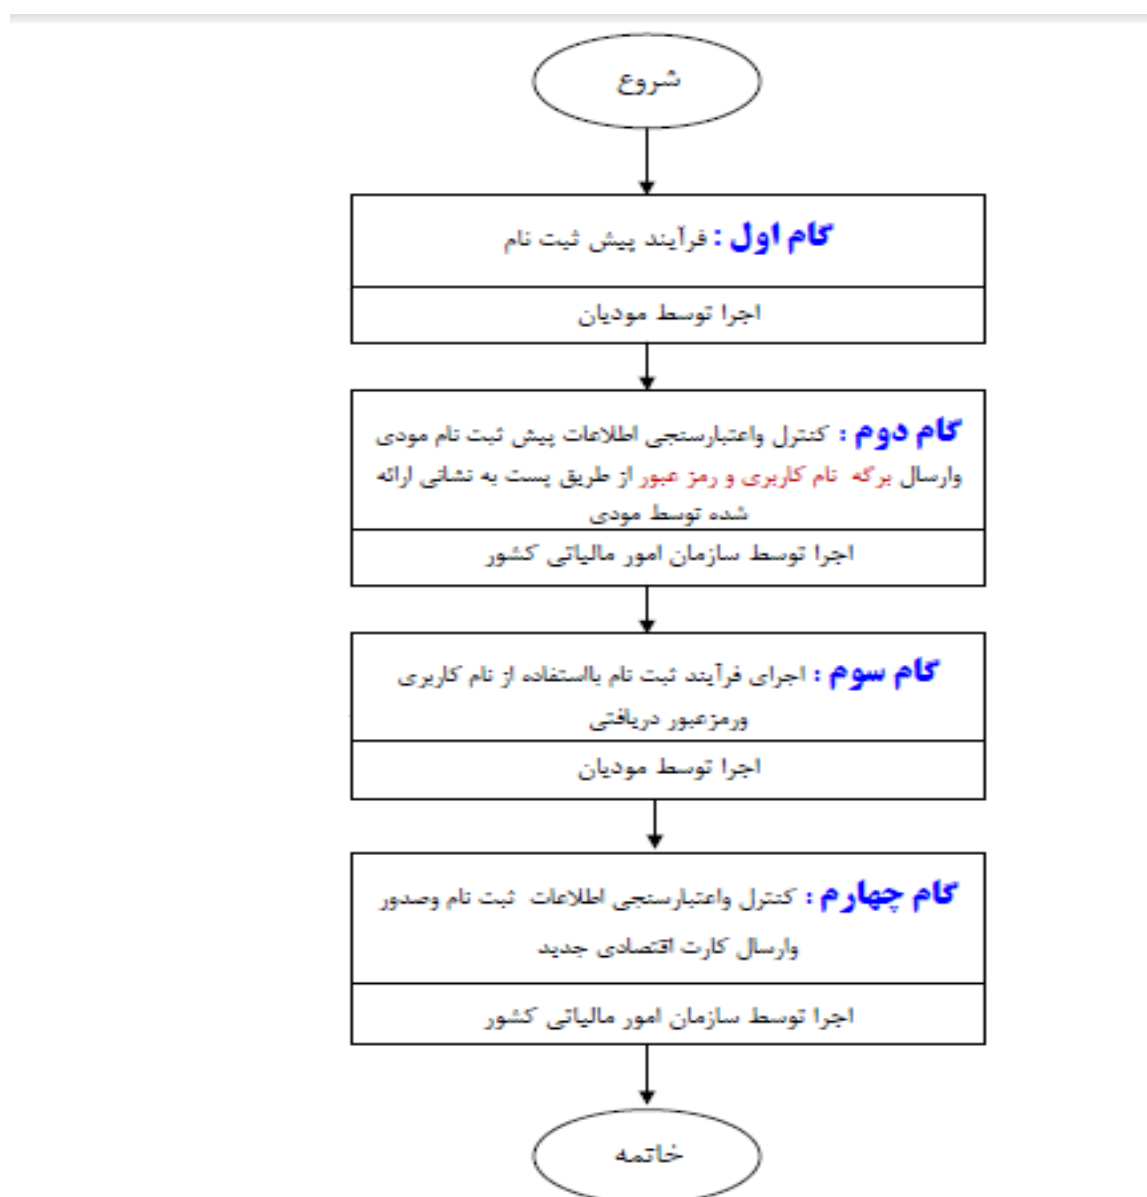 شروع
گام اول : فرآیند پیش ثبت نام
اجرا توسط مودیان
گام دوم : کنترل واعتبارسنجی اطلاعات پیش ثبت نام مودی
وارسال برگه نام کاربری و رمز عبور از طریق پست به نشانی ارائه
شده توسط مودی
اجرا توسط سازمان امور مالیاتی کشور
گام سوم : اجرای فرآیند ثبت نام بااستفاده از نام کاربری
ورمزعبور دریافتی
اجرا توسط مودیان
گام چهارم : کنترل واعتبارسنجی اطلاعات ثبت نام وصدور
وارسال کارت اقتصادی جدید
اجرا توسط سازمان امور مالیاتی کشور
خاتمه